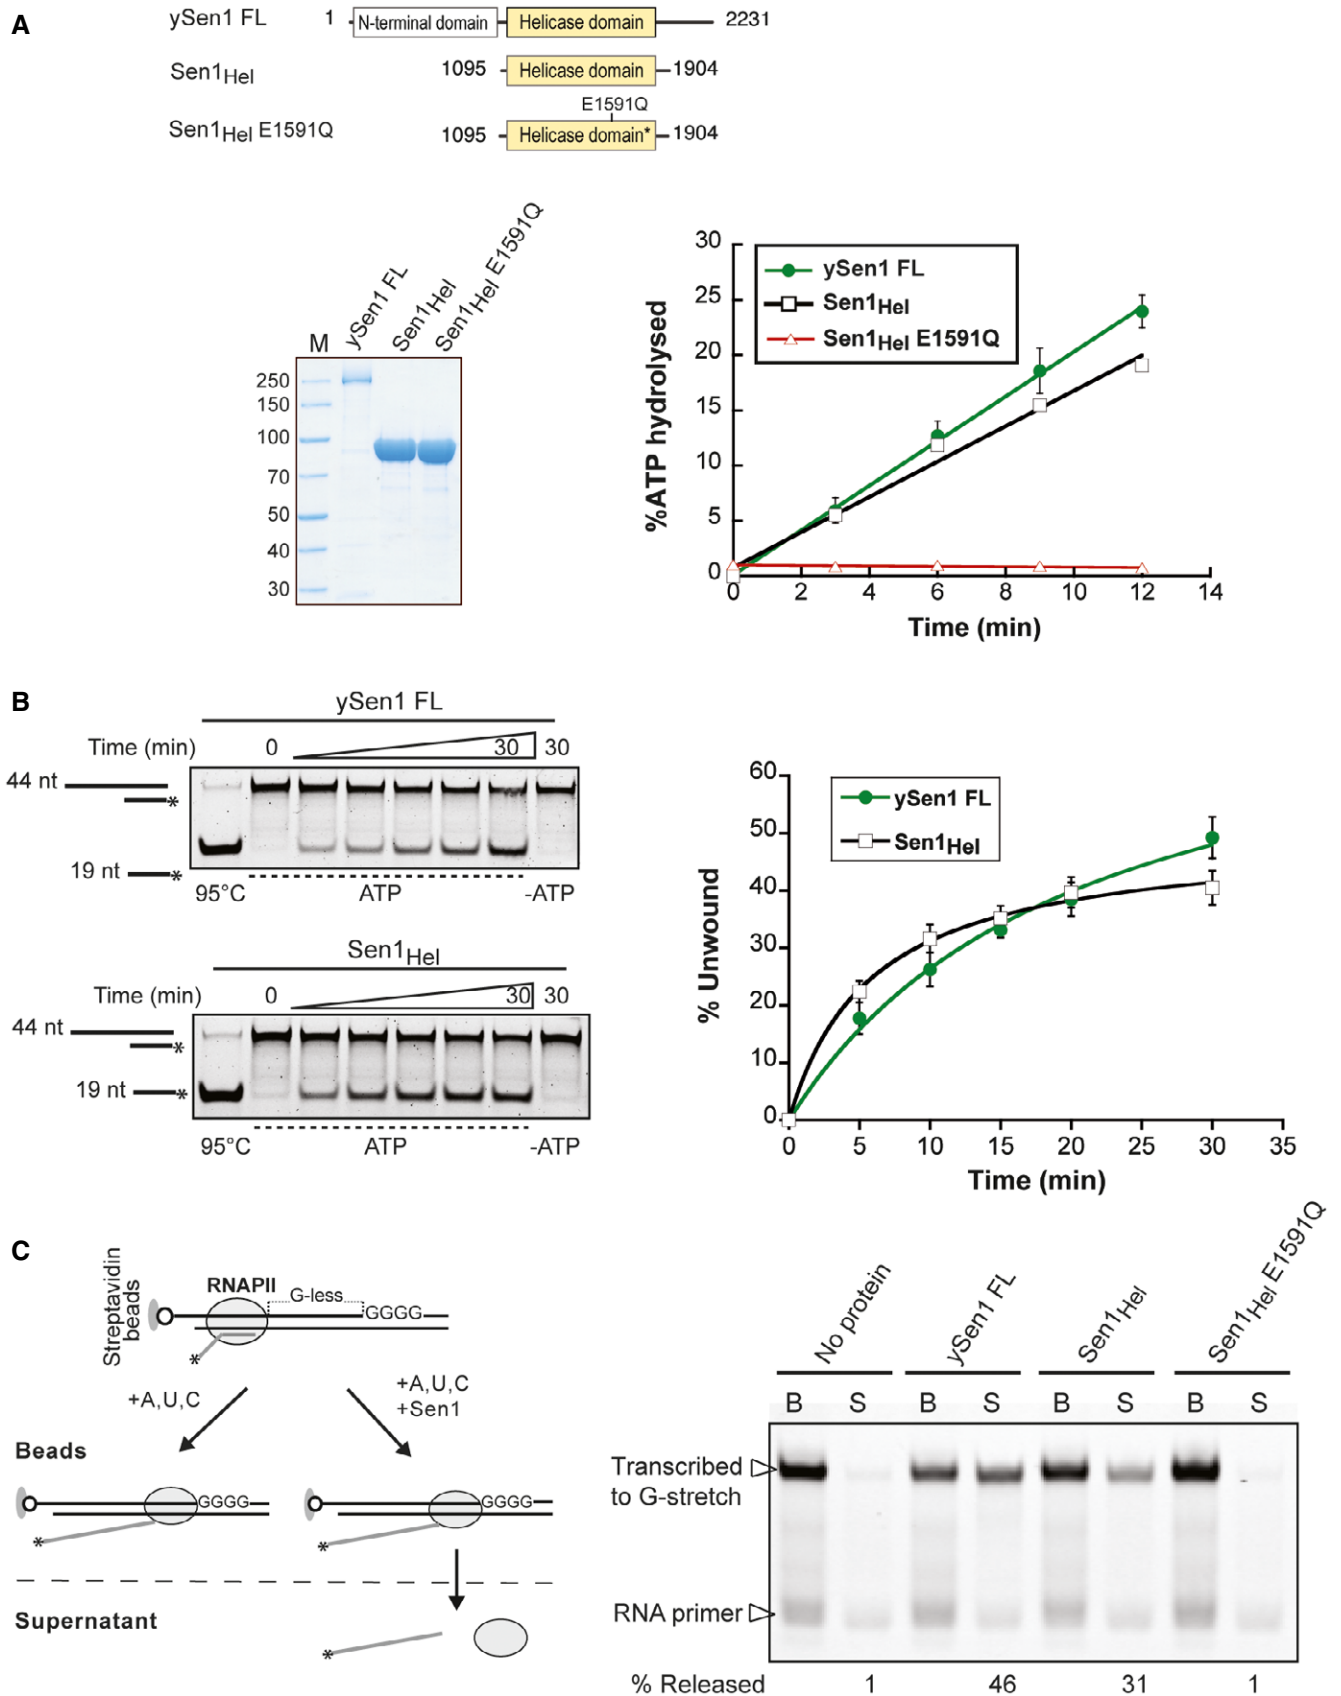 A
ySen1 FL 1 N-terminal domain Helicase domain 2231
Sen1Hel 1095 Helicase domain 1904
E1591Q
Sen1Hel E1591Q 1095 Helicase domain* 1904
M ySen1 FL Sen1Hel Sen1Hel E1591Q
250
150
100
70
50
40
30
%ATP hydrolysed
30
25
20
15
10
5
0
ySen1 FL
Sen1Hel
Sen1Hel E1591Q
0 2 4 6 8 10 12 14
Time (min)
B
ySen1 FL
Time (min) 0 30 30
44 nt
*
19 nt *
95°C ATP -ATP
Sen1Hel
Time (min) 0 30 30
44 nt
*
19 nt *
95°C ATP -ATP
% Unwound
60
50
40
30
20
10
0
ySen1 FL
Sen1Hel
0 5 10 15 20 25 30 35
Time (min)
C
Streptavidin
beads
RNAPII
G-less
GGGG
*
+A,U,C
+A,U,C
+Sen1
Beads
GGGG
*
GGGG
*
Supernatant
*
No protein ySen1 FL Sen1Hel Sen1Hel E1591Q
B S B S B S B S
Transcribed
to G-stretch
RNA primer
% Released 1 46 31 1